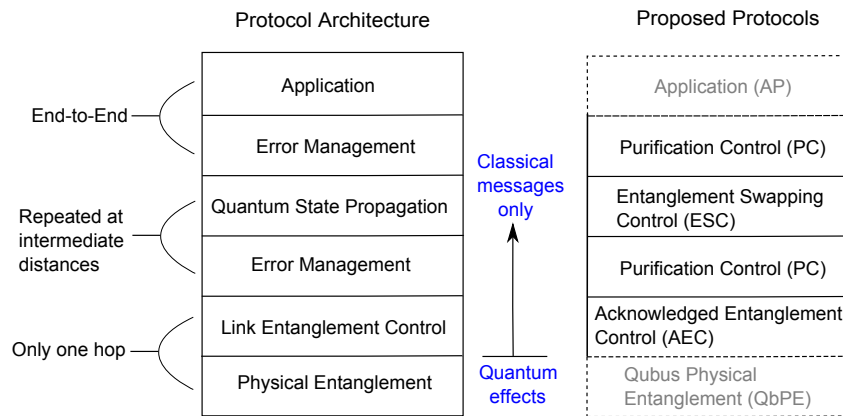 Protocol Architecture
Proposed Protocols
Application
Application (AP)
End-to-End
Error Management
Classical
messages
only
Purification Control (PC)
Repeated at
intermediate
distances
Quantum State Propagation
Entanglement Swapping
Control (ESC)
Error Management
Purification Control (PC)
Only one hop
Link Entanglement Control
Acknowledged Entanglement
Control (AEC)
Physical Entanglement
Quantum
effects
Qubus Physical
Entanglement (QbPE)